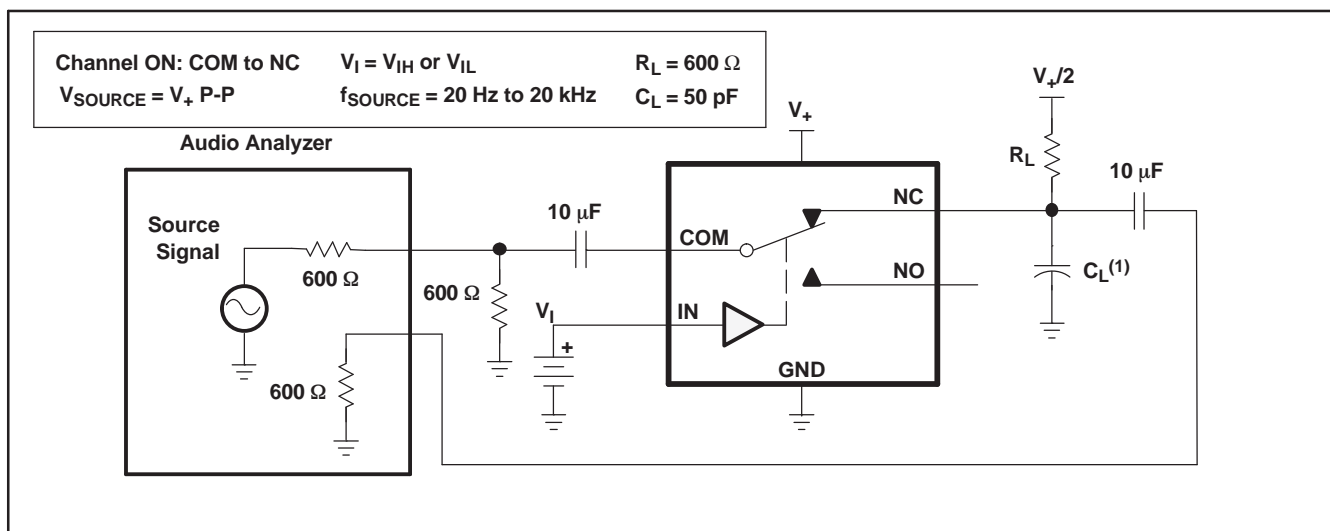 Channel ON: COM to NC
V_I = V_IH or V_IL
R_L = 600 Ω
V_SOURCE = V_+ P-P
f_SOURCE = 20 Hz to 20 kHz
C_L = 50 pF
Audio Analyzer
Source
Signal
600 Ω
600 Ω
600 Ω
10 μF
V_I
+
V_+
COM
IN
NC
NO
GND
V_+/2
R_L
10 μF
C_L(1)